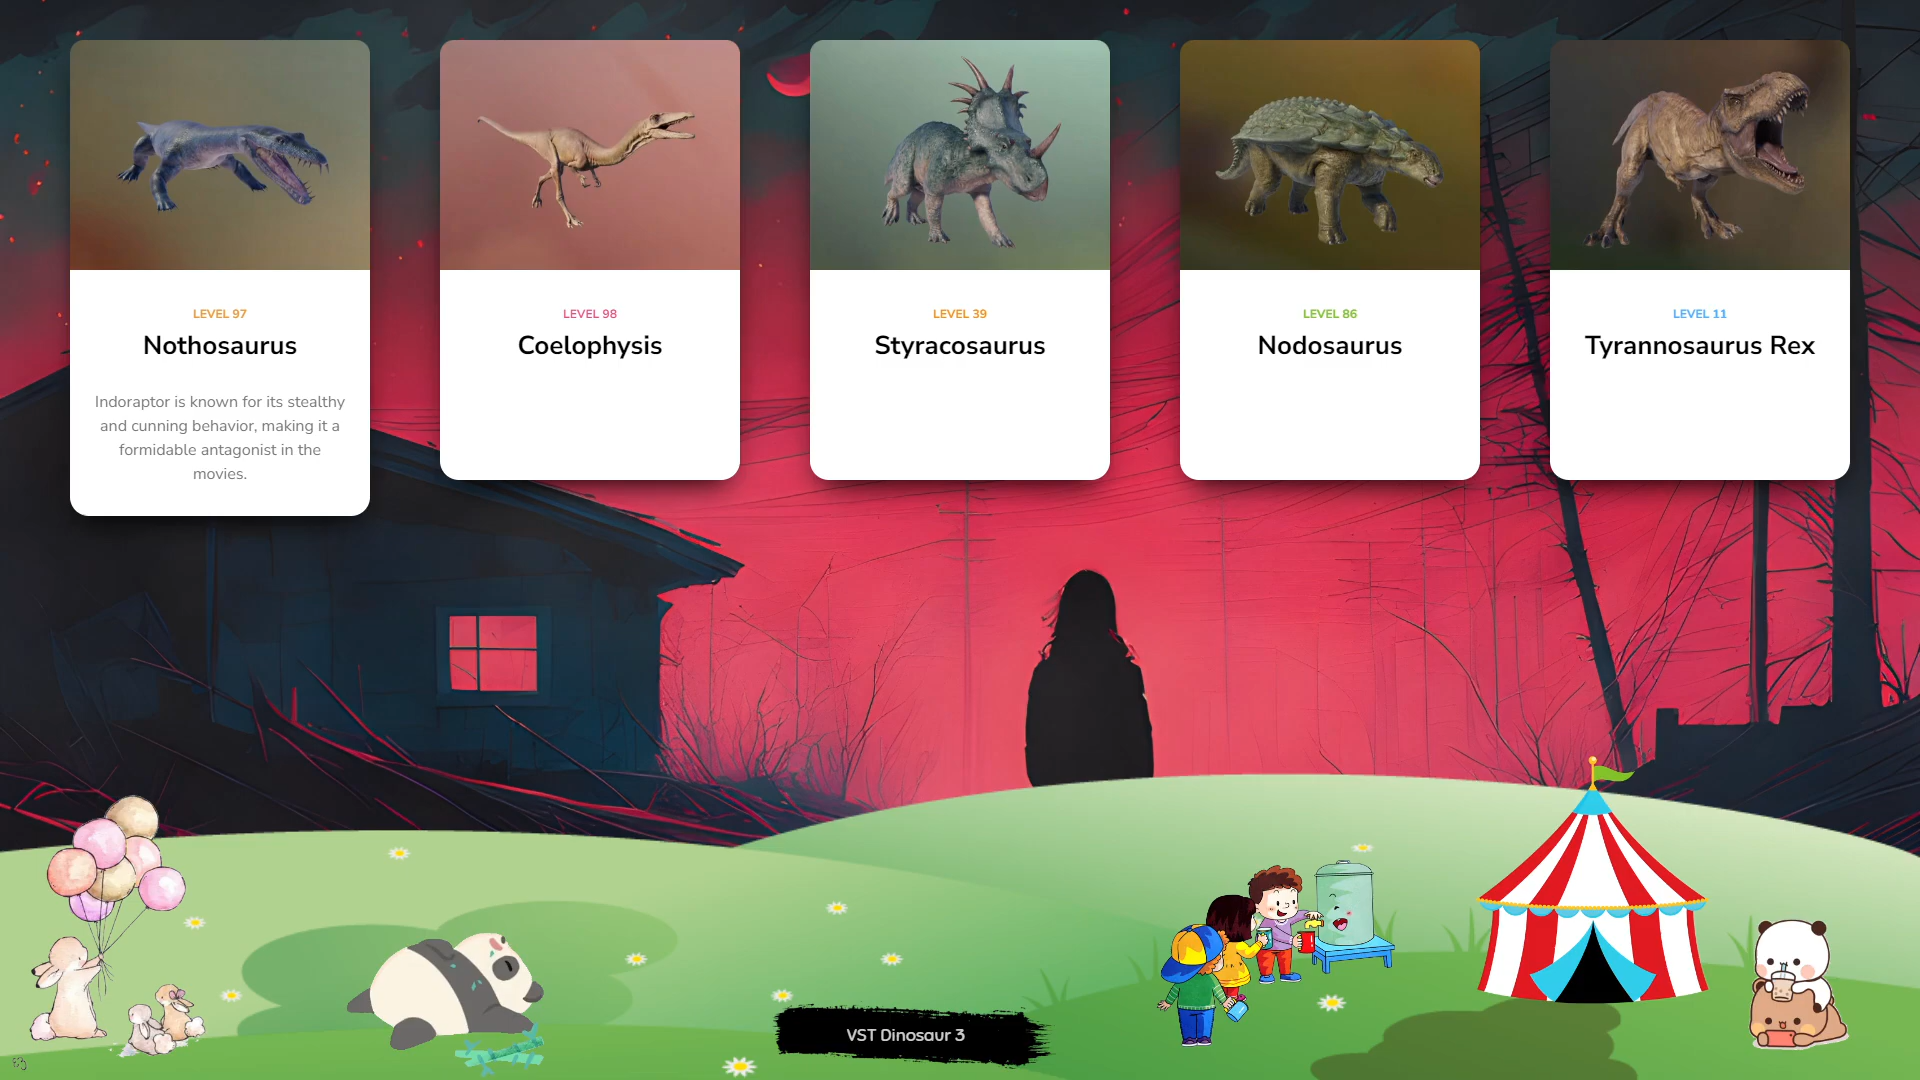 LEVEL 97
Nothosaurus
Indoraptor is known for its stealthy
and cunning behavior, making it a
formidable antagonist in the
movies.
LEVEL 98
Coelophysis
LEVEL 39
Styracosaurus
LEVEL 86
Nodosaurus
LEVEL 11
Tyrannosaurus Rex
VST Dinosaur 3